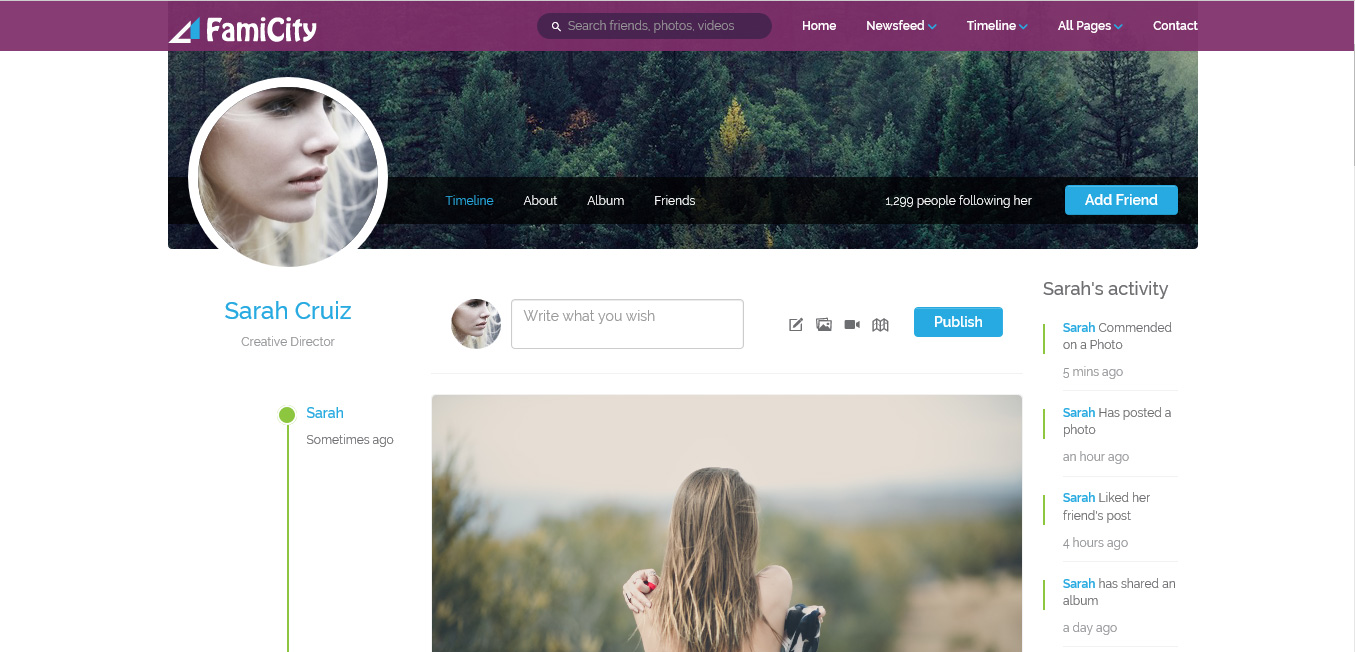 FamiCity
Search friends, photos, videos
Home
Newsfeed
Timeline
All Pages
Contact
Timeline
About
Album
Friends
1,299 people following her
Add Friend
Sarah Cruiz
Creative Director
Sarah
Sometimes ago
Write what you wish
Publish
Sarah's activity
Sarah Commended
on a Photo
5 mins ago
Sarah Has posted a
photo
an hour ago
Sarah Liked her
friend's post
4 hours ago
Sarah has shared an
album
a day ago